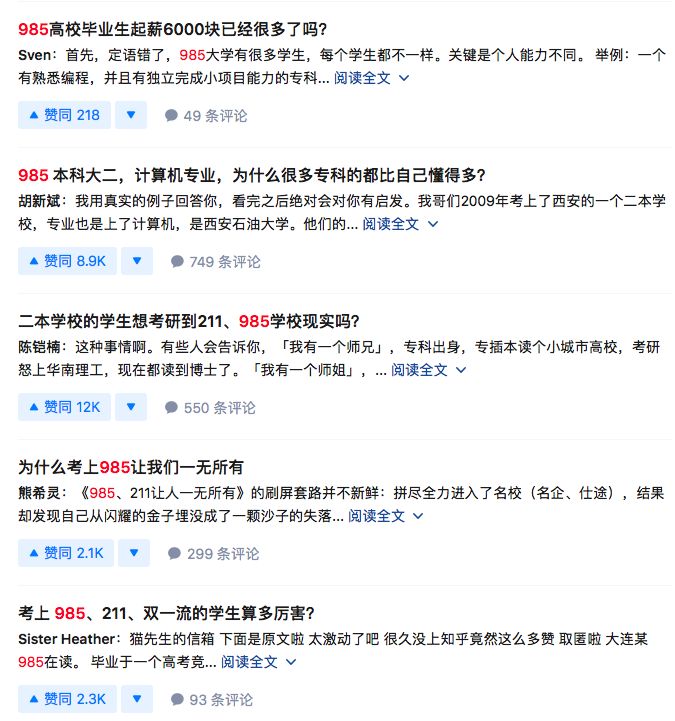 985高校毕业生起薪6000块已经很多了吗?
Sven：首先，定语错了，985大学有很多学生，每个学生都不一样。关键是个人能力不同。 举例：一个
有熟悉编程，并且有独立完成小项目能力的专科... 阅读全文
赞同 218 49 条评论
985 本科大二，计算机专业，为什么很多专科的都比自己懂得多?
胡新斌：我用真实的例子回答你，看完之后绝对会对你有启发。我哥们2009年考上了西安的一个二本学
校，专业也是上了计算机，是西安石油大学。他们的... 阅读全文
赞同 8.9K 749 条评论
二本学校的学生想考研到211、985学校现实吗?
陈铠楠：这种事情啊。有些人会告诉你，「我有一个师兄」，专科出身，专插本读个小城市高校，考研
怒上华南理工，现在都读到博士了。「我有一个师姐」，... 阅读全文
赞同 12K 550 条评论
为什么考上985让我们一无所有
熊希灵：《985、211让人一无所有》的刷屏套路并不新鲜：拼尽全力进入了名校（名企、仕途），结果
却发现自己从闪耀的金子埋没成了一颗沙子的失落... 阅读全文
赞同 2.1K 299 条评论
考上 985、211、双一流的学生算多厉害?
Sister Heather：猫先生的信箱 下面是原文啦 太激动了吧 很久没上知乎竟然这么多赞 取匿啦 大连某
985在读。 毕业于一个高考竞... 阅读全文
赞同 2.3K 93 条评论